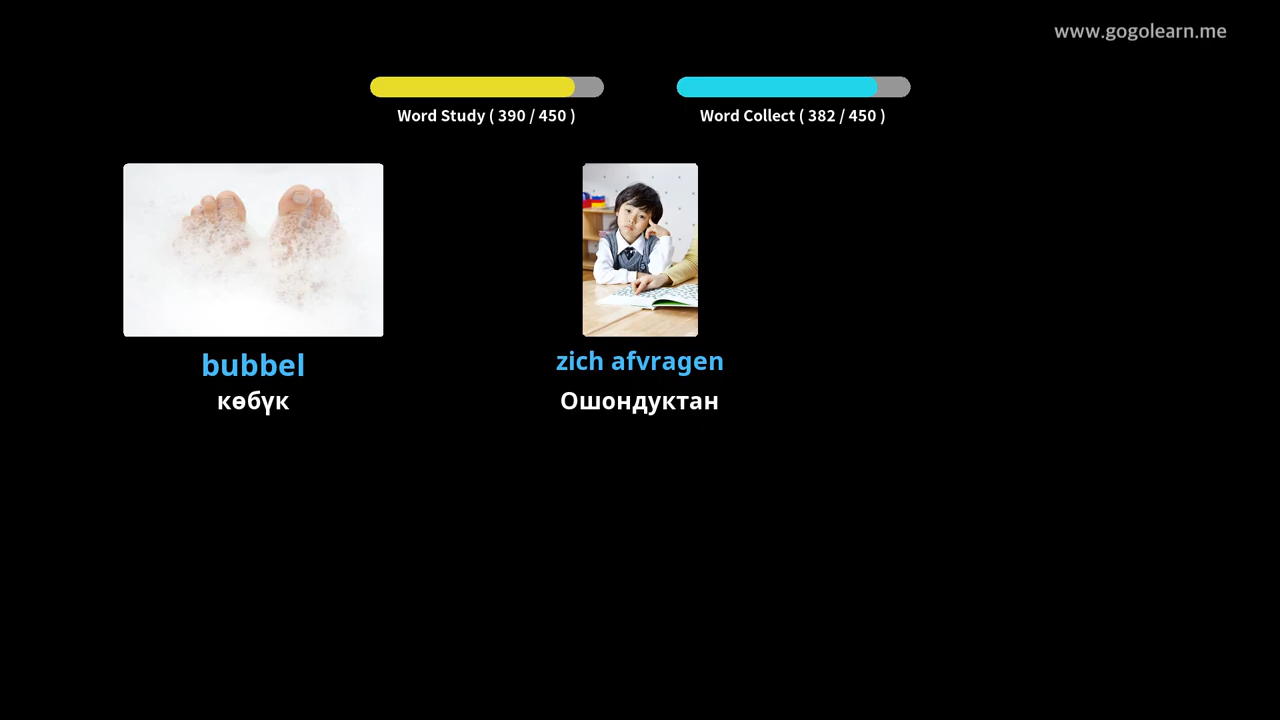 www.gogolearn.me
Word Study ( 390 / 450 )
Word Collect ( 382 / 450 )
bubbel
көбүк
zich afvragen
Ошондуктан